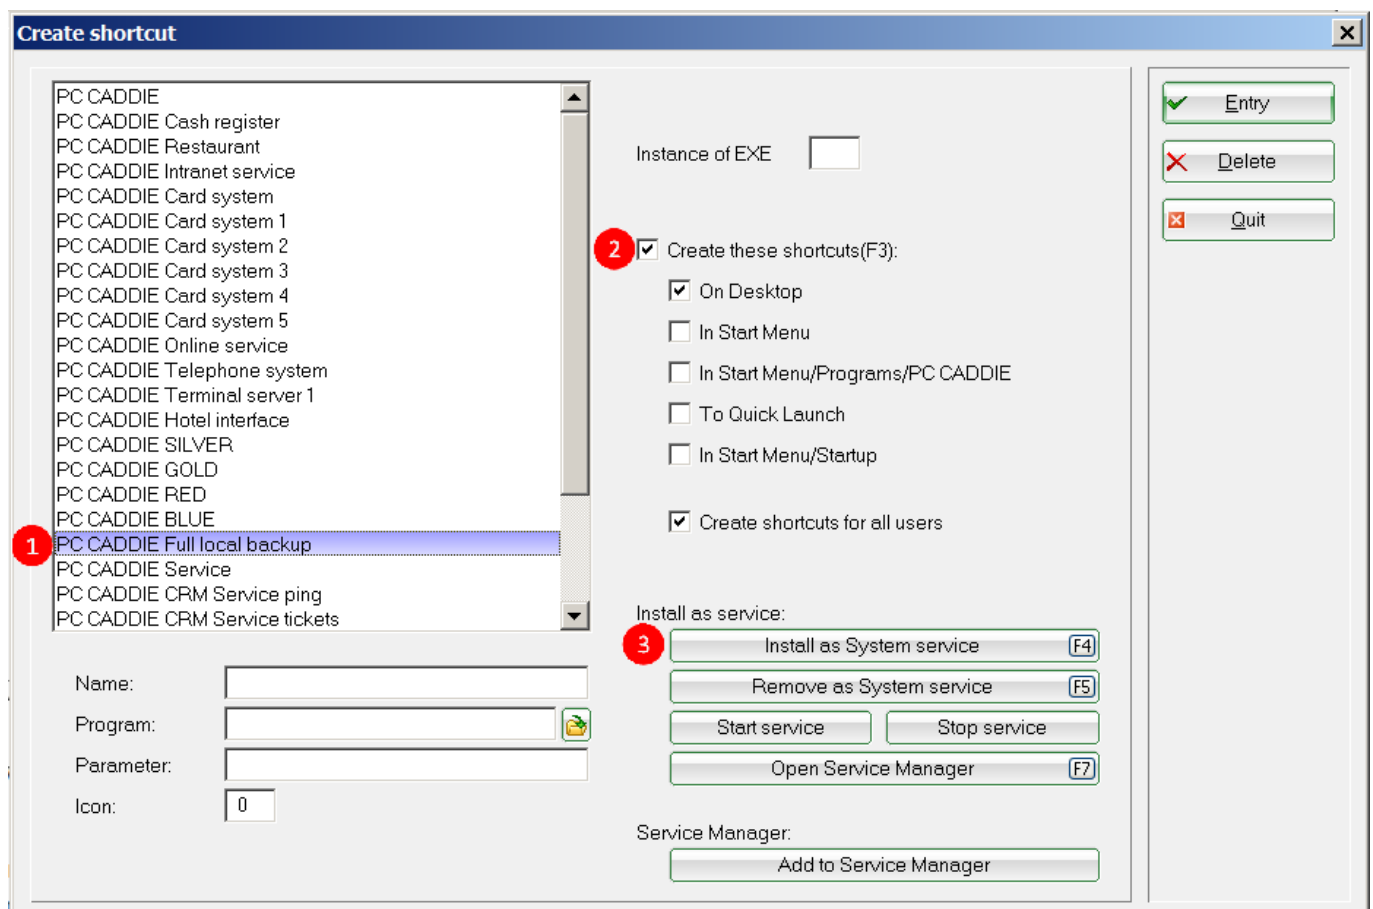 Create shortcut
PC CADDIE
PC CADDIE Cash register
PC CADDIE Restaurant
PC CADDIE Intranet service
PC CADDIE Card system
PC CADDIE Card system 1
PC CADDIE Card system 2
PC CADDIE Card system 3
PC CADDIE Card system 4
PC CADDIE Card system 5
PC CADDIE Online service
PC CADDIE Telephone system
PC CADDIE Terminal server 1
PC CADDIE Hotel interface
PC CADDIE SILVER
PC CADDIE GOLD
PC CADDIE RED
PC CADDIE BLUE
1 PC CADDIE Full local backup
PC CADDIE Service
PC CADDIE CRM Service ping
PC CADDIE CRM Service tickets
Name:
Program:
Parameter:
Icon: 0
Instance of EXE
2 Create these shortcuts(F3):
On Desktop
In Start Menu
In Start Menu/Programs/PC CADDIE
To Quick Launch
In Start Menu/Startup
Create shortcuts for all users
Install as service:
3 Install as System service F4
Remove as System service F5
Start service Stop service
Open Service Manager F7
Service Manager:
Add to Service Manager
Entry
Delete
Quit